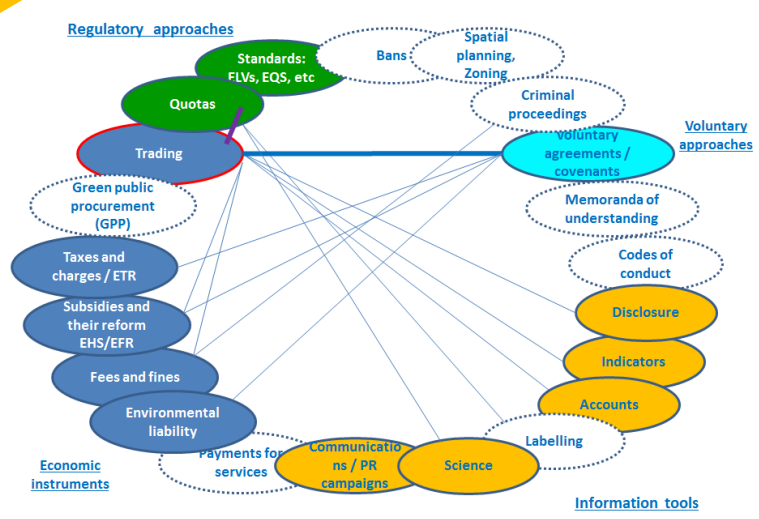 Regulatory approaches
Standards:
ELVs, EQS, etc
Bans
Spatial
planning,
Zoning
Quotas
Criminal
proceedings
Trading
Voluntary
agreements /
covenants
Voluntary
approaches
Green public
procurement
(GPP)
Memoranda of
understanding
Taxes and
charges / ETR
Codes of
conduct
Subsidies and
their reform
EHS/EFR
Disclosure
Fees and fines
Indicators
Environmental
liability
Accounts
Payments for
services
Communicatio
ns / PR
campaigns
Science
Labelling
Economic
instruments
Information tools